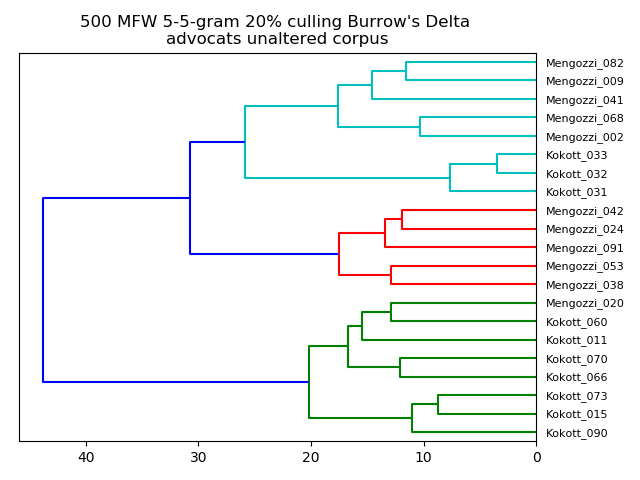 500 MFW 5-5-gram 20% culling Burrow's Delta
advocats unaltered corpus
Mengozzi_082
Mengozzi_009
Mengozzi_041
Mengozzi_068
Mengozzi_002
Kokott_033
Kokott_032
Kokott_031
Mengozzi_042
Mengozzi_024
Mengozzi_091
Mengozzi_053
Mengozzi_038
Mengozzi_020
Kokott_060
Kokott_011
Kokott_070
Kokott_066
Kokott_073
Kokott_015
Kokott_090
40 30 20 10 0